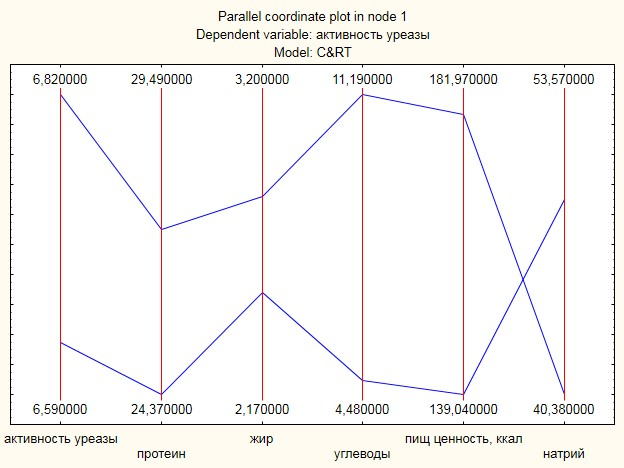 Parallel coordinate plot in node 1
Dependent variable: активность уреазы
Model: C&RT
6,820000 29,490000 3,200000 11,190000 181,970000 53,570000
6,590000 24,370000 2,170000 4,480000 139,040000 40,380000
активность уреазы жир пищ ценность, ккал
протеин углеводы натрий